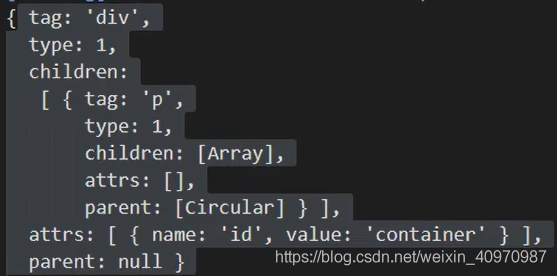 { tag: 'div',
type: 1,
children:
[ { tag: 'p',
type: 1,
children: [Array],
attrs: [],
parent: [Circular] } ],
attrs: [ { name: 'id', value: 'container' } ],
parent: null }
https://blog.csdn.net/weixin_40970987